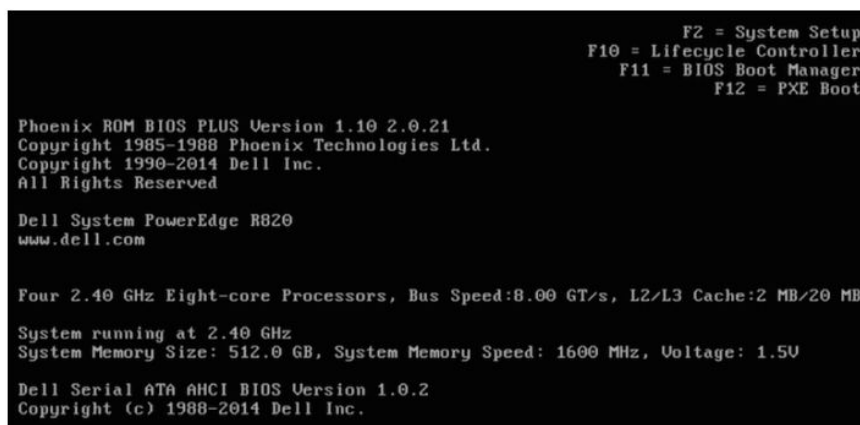 F2 = System Setup
F10 = Lifecycle Controller
F11 = BIOS Boot Manager
F12 = PXE Boot
Phoenix ROM BIOS PLUS Version 1.10 2.0.21
Copyright 1985-1988 Phoenix Technologies Ltd.
Copyright 1990-2014 Dell Inc.
All Rights Reserved
Dell System PowerEdge R820
www.dell.com
Four 2.40 GHz Eight-core Processors, Bus Speed:8.00 GT/s, L2/L3 Cache:2 MB/20 MB
System running at 2.40 GHz
System Memory Size: 512.0 GB, System Memory Speed: 1600 MHz, Voltage: 1.5V
Dell Serial ATA AHCI BIOS Version 1.0.2
Copyright (c) 1988-2014 Dell Inc.